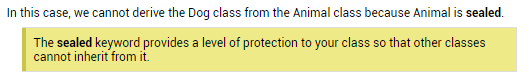 In this case, we cannot derive the Dog class from the Animal class because Animal is sealed.
The sealed keyword provides a level of protection to your class so that other classes
cannot inherit from it.